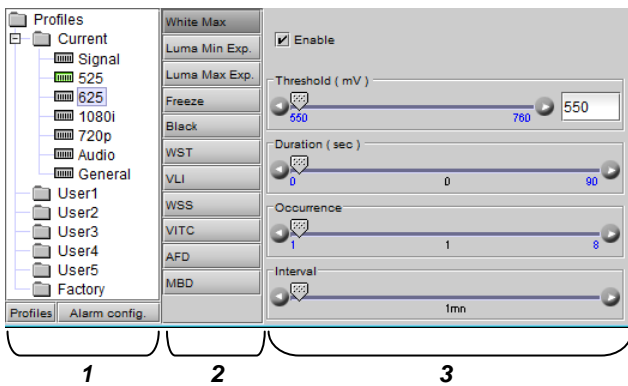 Profiles
Current
Signal
525
625
1080i
720p
Audio
General
User1
User2
User3
User4
User5
Factory
Profiles
Alarm config.
White Max
Luma Min Exp.
Luma Max Exp.
Freeze
Black
WST
VLI
WSS
VITC
AFD
MBD
Enable
Threshold ( mV )
550 760 550
Duration ( sec )
0 0 90
Occurrence
1 1 8
Interval
1mn
1 2 3